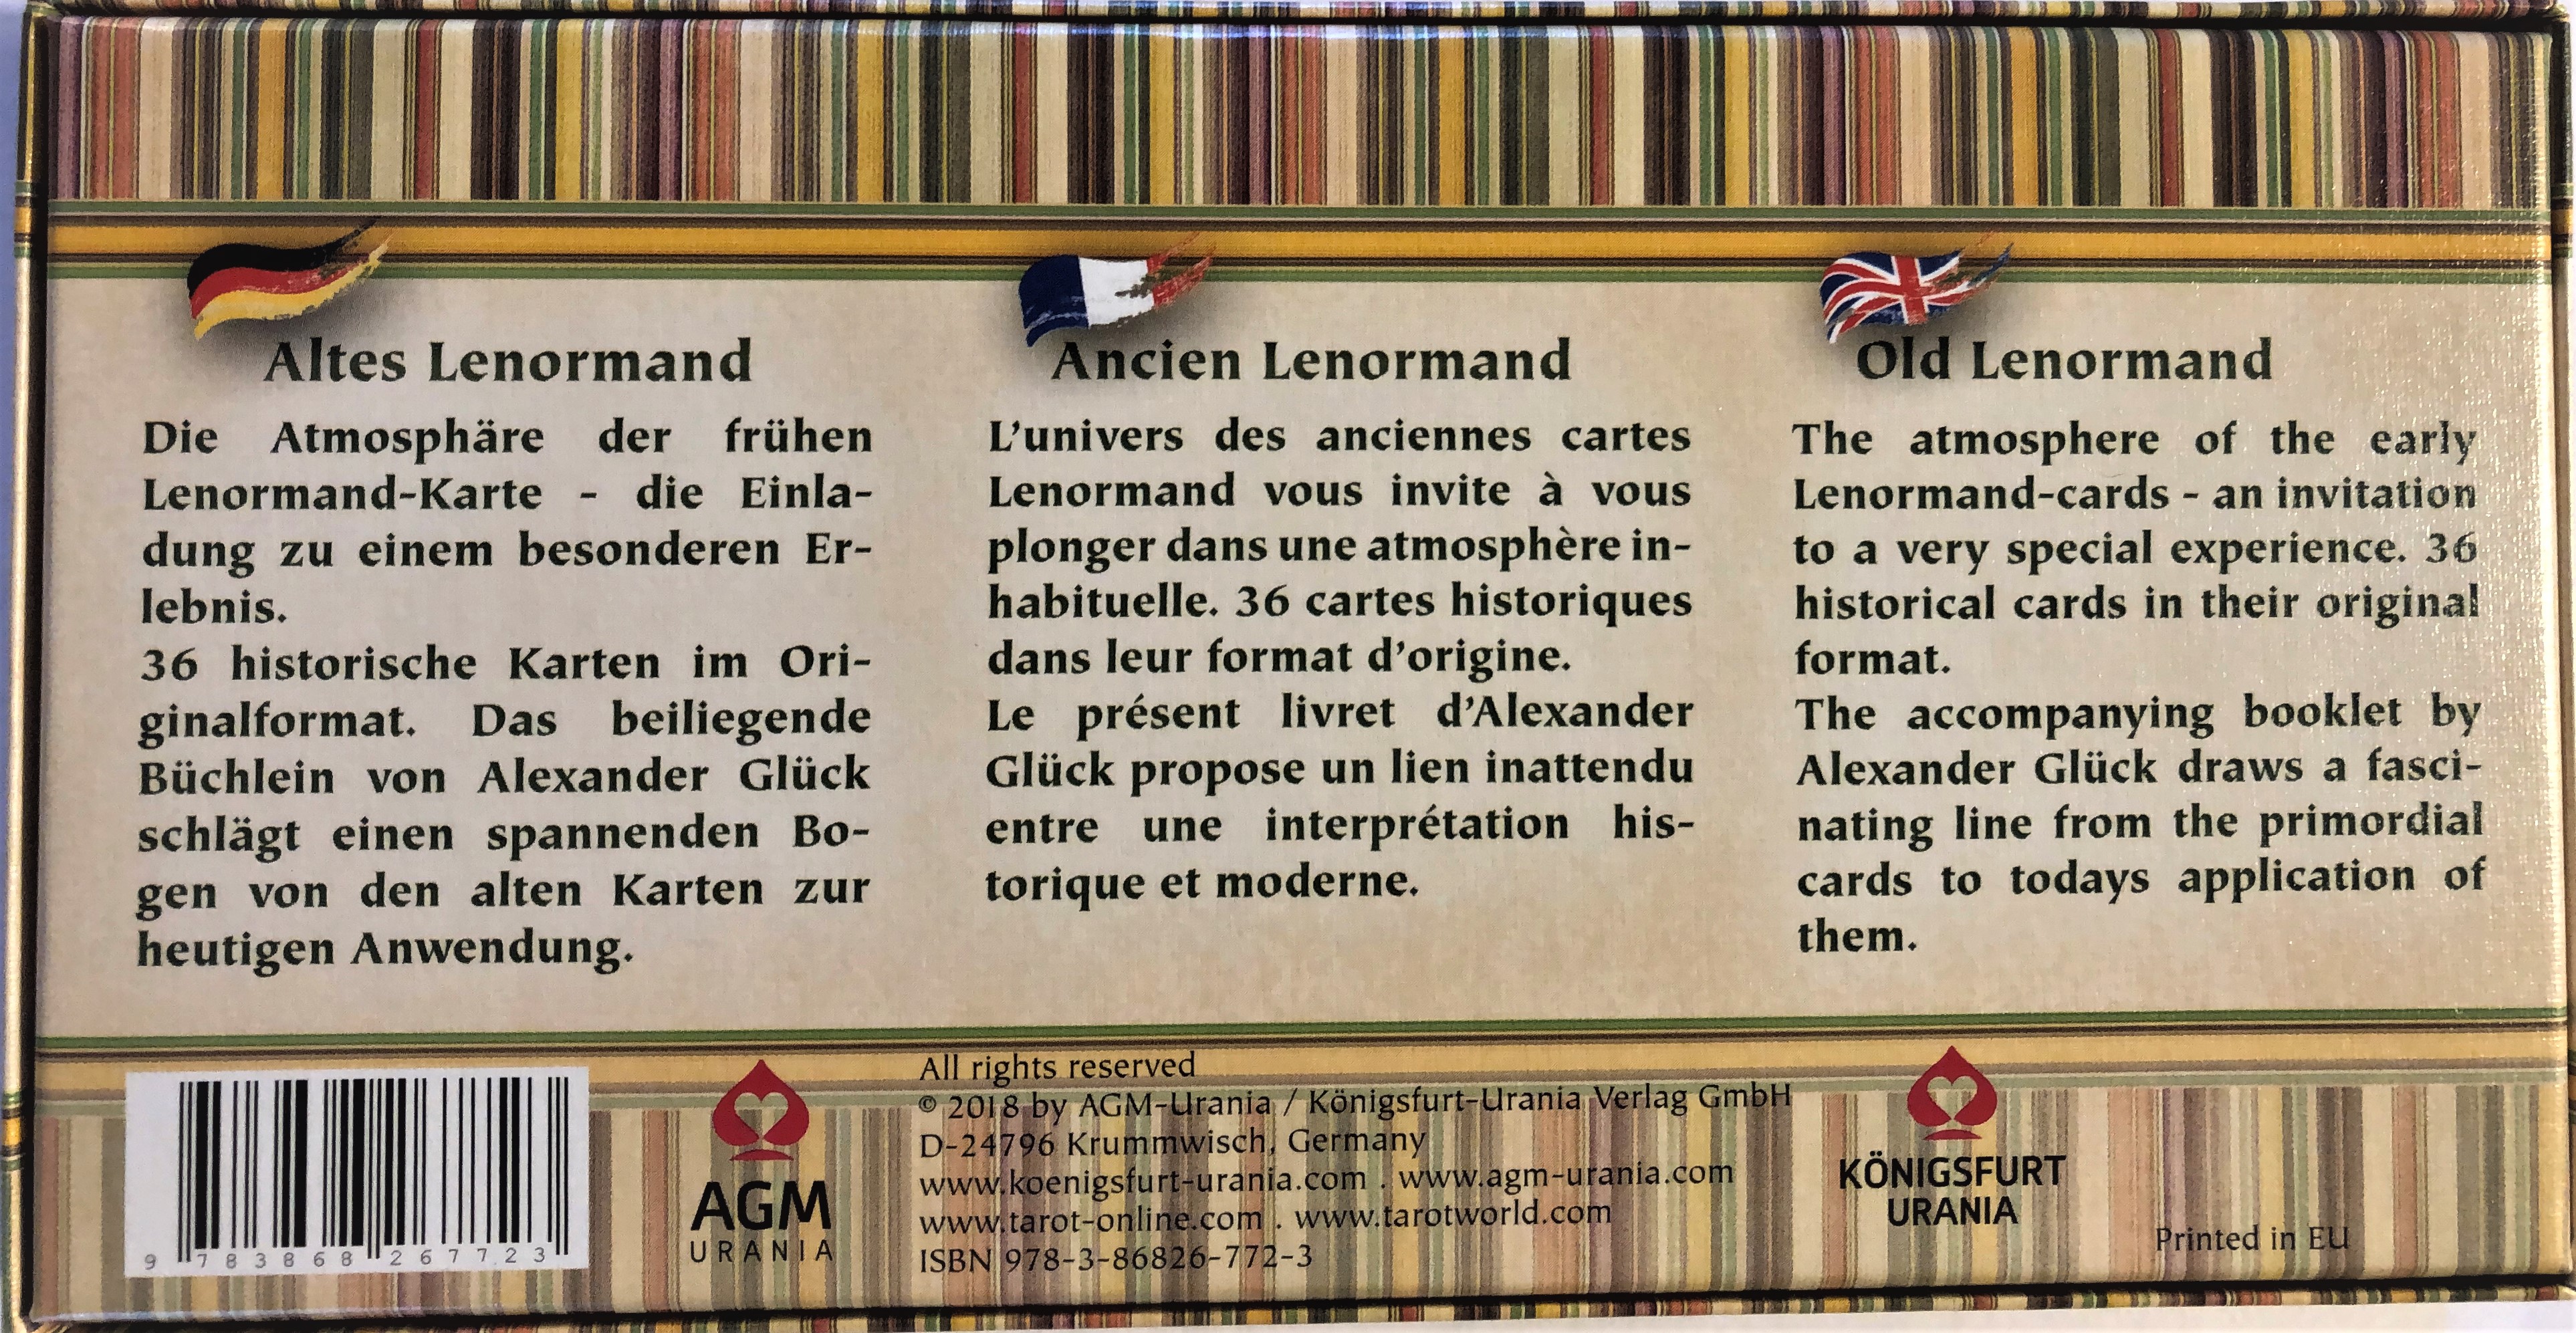 Altes Lenormand
Die Atmosphäre der frühen
Lenormand-Karte - die Einla-
dung zu einem besonderen Er-
lebnis.
36 historische Karten im Ori-
ginalformat. Das beiliegende
Büchlein von Alexander Glück
schlägt einen spannenden Bo-
gen von den alten Karten zur
heutigen Anwendung.
Ancien Lenormand
L’univers des anciennes cartes
Lenormand vous invite à vous
plonger dans une atmosphère in-
habituelle. 36 cartes historiques
dans leur format d’origine.
Le présent livret d’Alexander
Glück propose un lien inattendu
entre une interprétation his-
torique et moderne.
Old Lenormand
The atmosphere of the early
Lenormand-cards - an invitation
to a very special experience. 36
historical cards in their original
format.
The accompanying booklet by
Alexander Glück draws a fasci-
nating line from the primordial
cards to todays application of
them.
9 783868 267723
AGM
URANIA
All rights reserved
© 2018 by AGM-Urania / Königsfurt-Urania Verlag GmbH
D-24796 Krummwisch, Germany
www.koenigsfurt-urania.com . www.agm-urania.com
www.tarot-online.com . www.tarotworld.com
ISBN 978-3-86826-772-3
KÖNIGSFURT
URANIA
Printed in EU